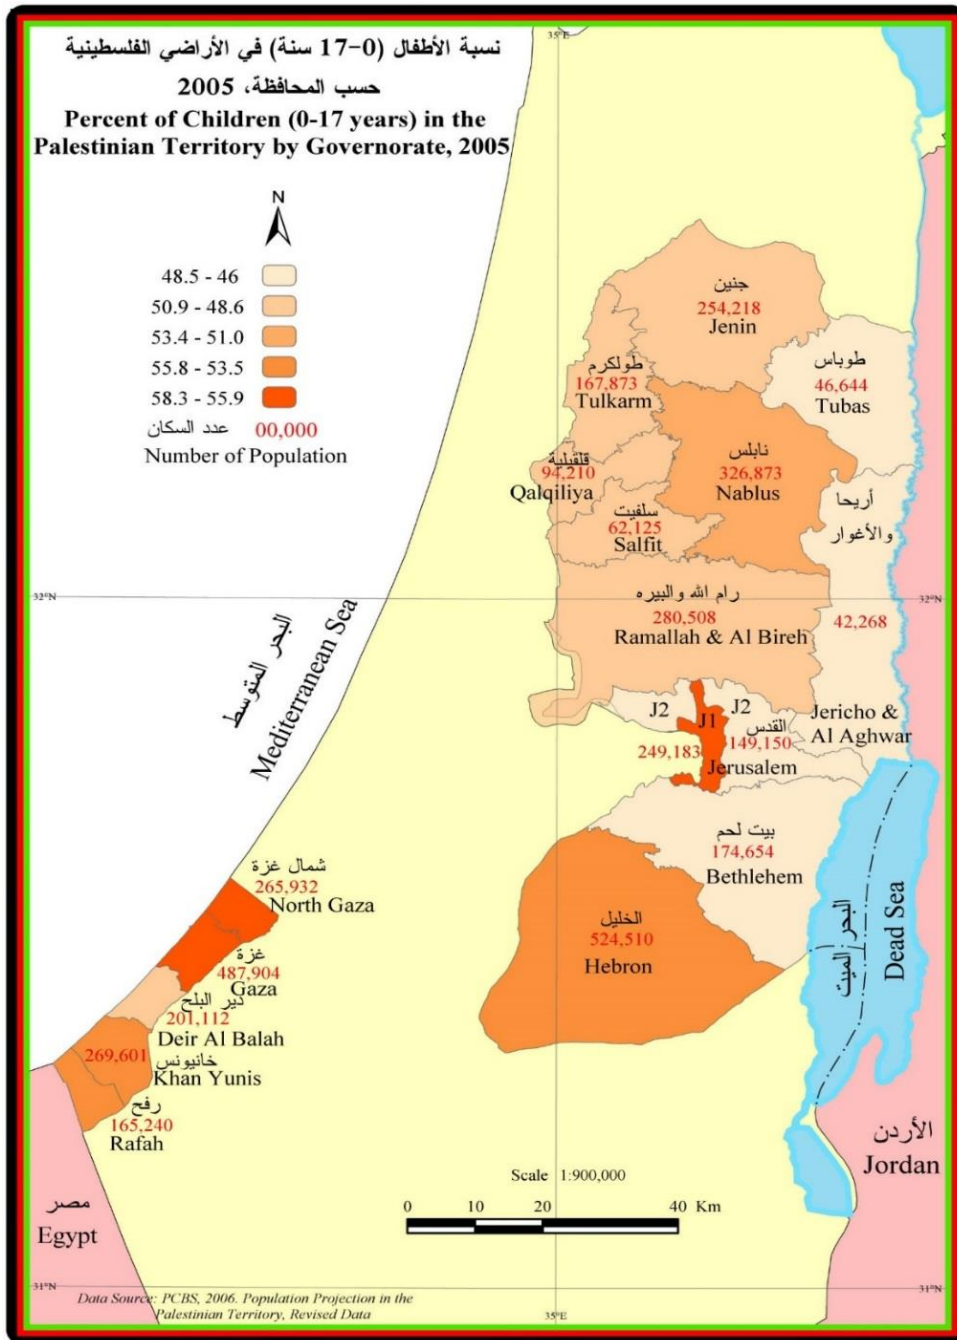 نسبة الأطفال (0-17 سنة) في الأراضي الفلسطينية
حسب المحافظة، 2005
Percent of Children (0-17 years) in the
Palestinian Territory by Governorate, 2005
N
48.5 - 46
50.9 - 48.6
53.4 - 51.0
55.8 - 53.5
58.3 - 55.9
عدد السكان 00,000
Number of Population
35°E
جنين
254,218
Jenin
طوباس
46,644
Tubas
طولكرم
167,873
Tulkarm
نابلس
326,873
Nablus
قلقيلية
94,210
Qalqiliya
سلفيت
62,125
Salfit
أريحا
والأغوار
42,268
Jericho &
Al Aghwar
32°N
32°N
رام الله والبيره
280,508
Ramallah & Al Bireh
البحر المتوسط
Mediterranean Sea
J2
J1
J2
القدس
249,183
149,150
Jerusalem
بيت لحم
174,654
Bethlehem
الخليل
524,510
Hebron
البحر الميت
Dead Sea
شمال غزة
265,932
North Gaza
غزة
487,904
Gaza
دير البلح
201,112
Deir Al Balah
خانيونس
269,601
Khan Yunis
رفح
165,240
Rafah
مصر
Egypt
الأردن
Jordan
Scale 1:900,000
0 10 20 40 Km
31°N
31°N
Data Source: PCBS, 2006. Population Projection in the
Palestinian Territory, Revised Data
35°E